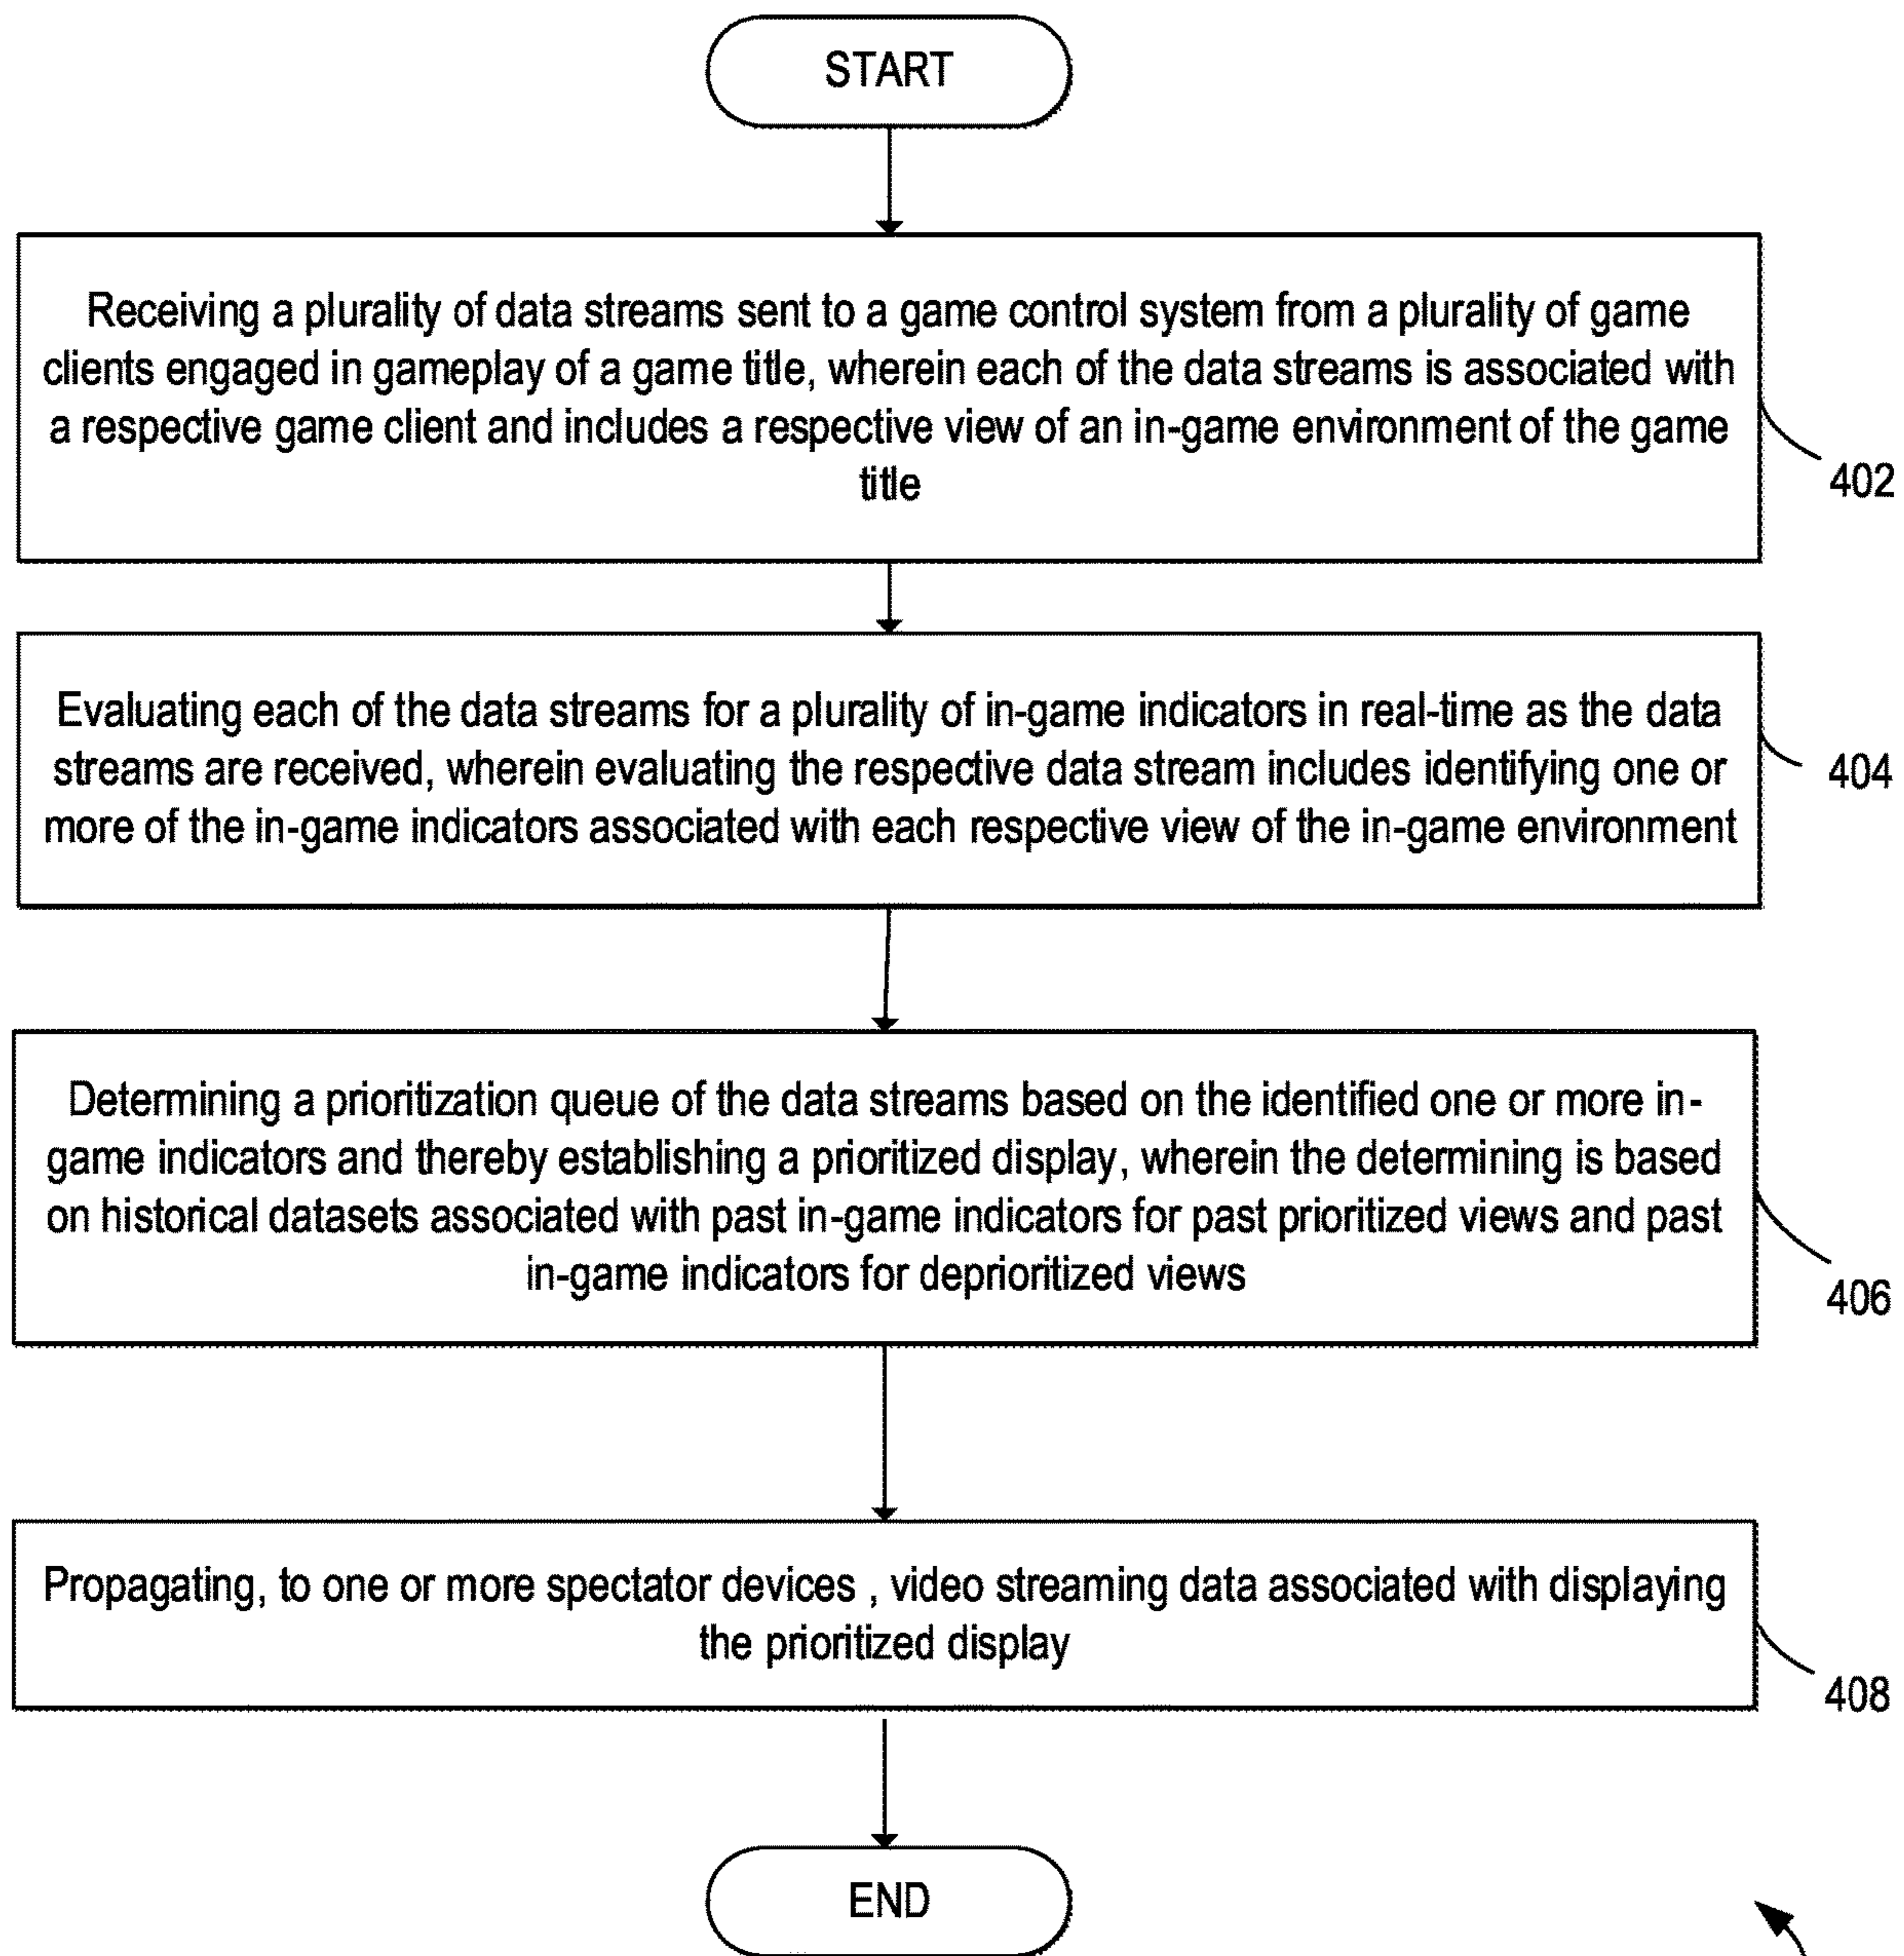 START
Receiving a plurality of data streams sent to a game control system from a plurality of game
clients engaged in gameplay of a game title, wherein each of the data streams is associated with
a respective game client and includes a respective view of an in-game environment of the game
title
402
Evaluating each of the data streams for a plurality of in-game indicators in real-time as the data
streams are received, wherein evaluating the respective data stream includes identifying one or
more of the in-game indicators associated with each respective view of the in-game environment
404
Determining a prioritization queue of the data streams based on the identified one or more in-
game indicators and thereby establishing a prioritized display, wherein the determining is based
on historical datasets associated with past in-game indicators for past prioritized views and past
in-game indicators for deprioritized views
406
Propagating, to one or more spectator devices , video streaming data associated with displaying
the prioritized display
408
END